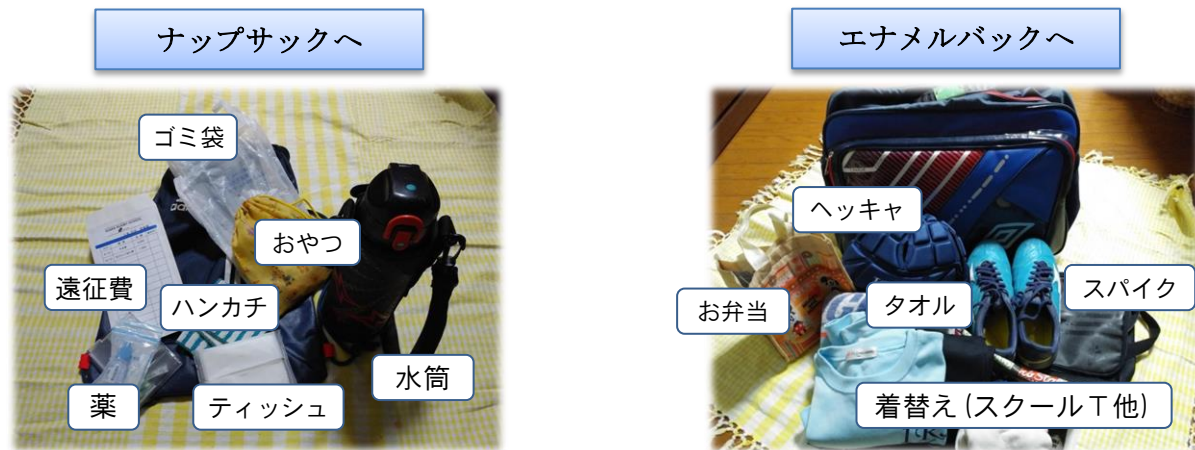 ナップサックへ
ゴミ袋
おやつ
遠征費
ハンカチ
水筒
薬
ティッシュ
エナメルバックへ
ヘッキャ
スパイク
お弁当
タオル
着替え(スクールT他)